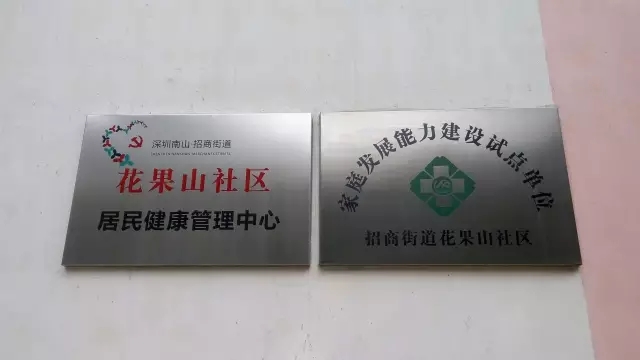 深圳南山·招商街道
花果山社区
居民健康管理中心
家庭发展能力建设试点单位
招商街道花果山社区